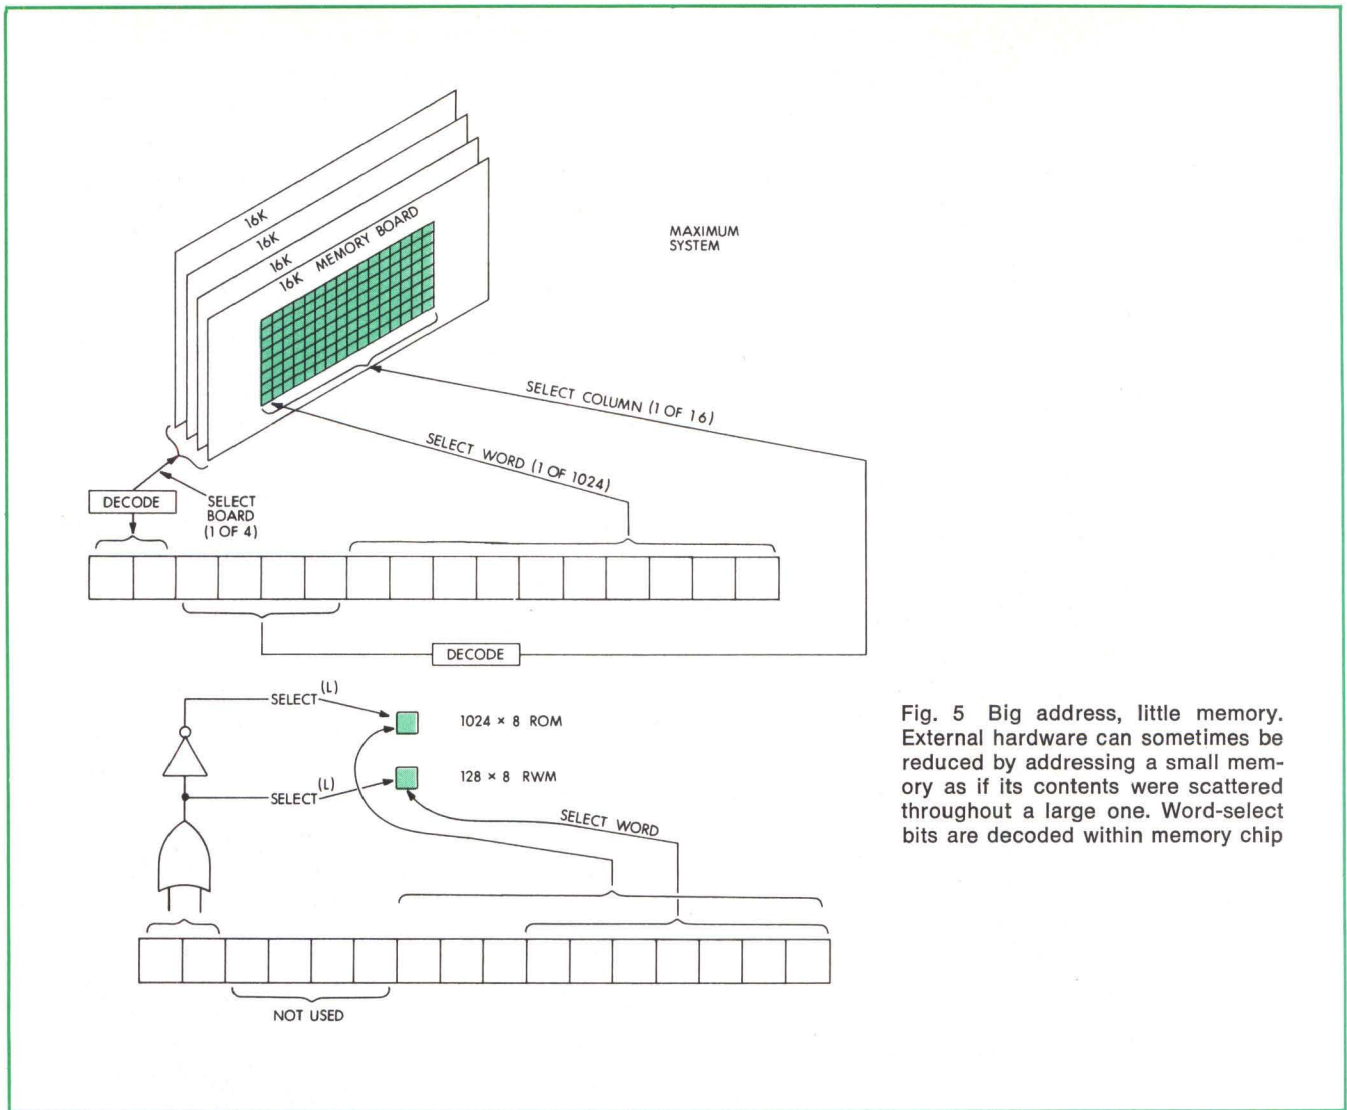 16K
16K
16K
16K MEMORY BOARD
MAXIMUM
SYSTEM
SELECT COLUMN (1 OF 16)
SELECT WORD (1 OF 1024)
DECODE
SELECT
BOARD
(1 OF 4)
DECODE
SELECT (L)
1024 × 8 ROM
SELECT (L)
128 × 8 RWM
SELECT WORD
NOT USED
Fig. 5 Big address, little memory.
External hardware can sometimes be
reduced by addressing a small mem-
ory as if its contents were scattered
throughout a large one. Word-select
bits are decoded within memory chip